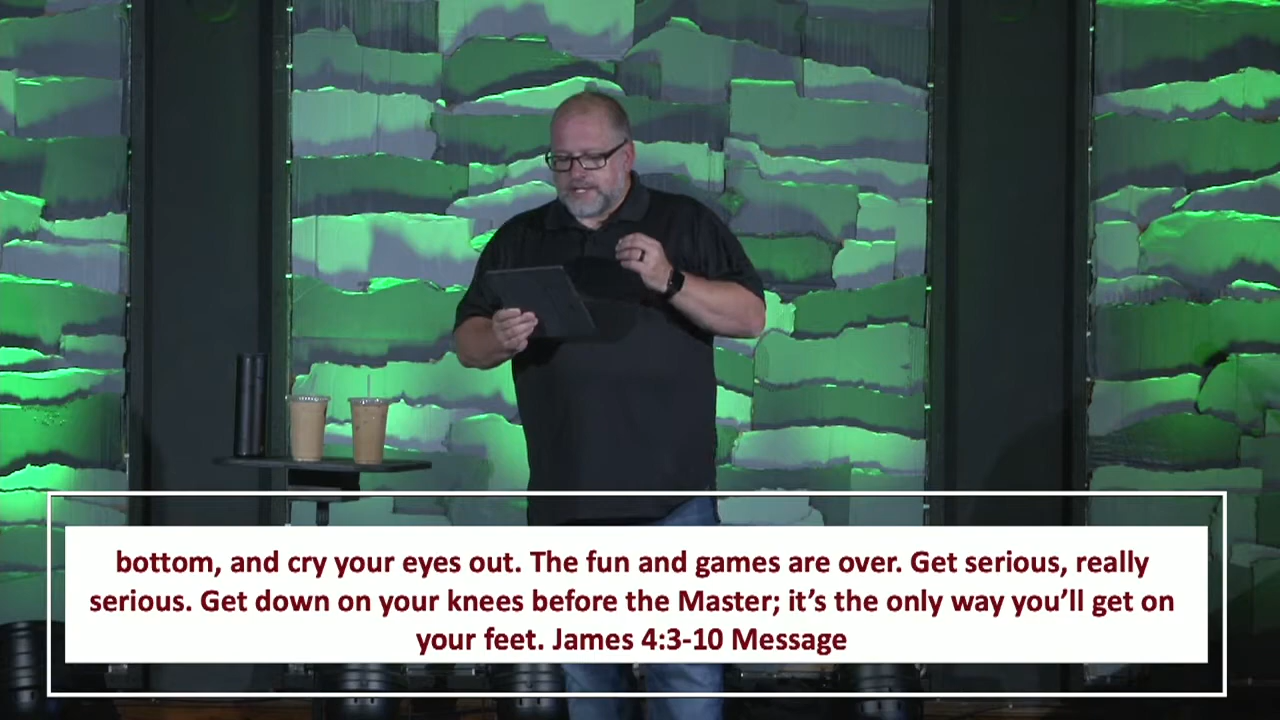 bottom, and cry your eyes out. The fun and games are over. Get serious, really
serious. Get down on your knees before the Master; it’s the only way you’ll get on
your feet. James 4:3-10 Message